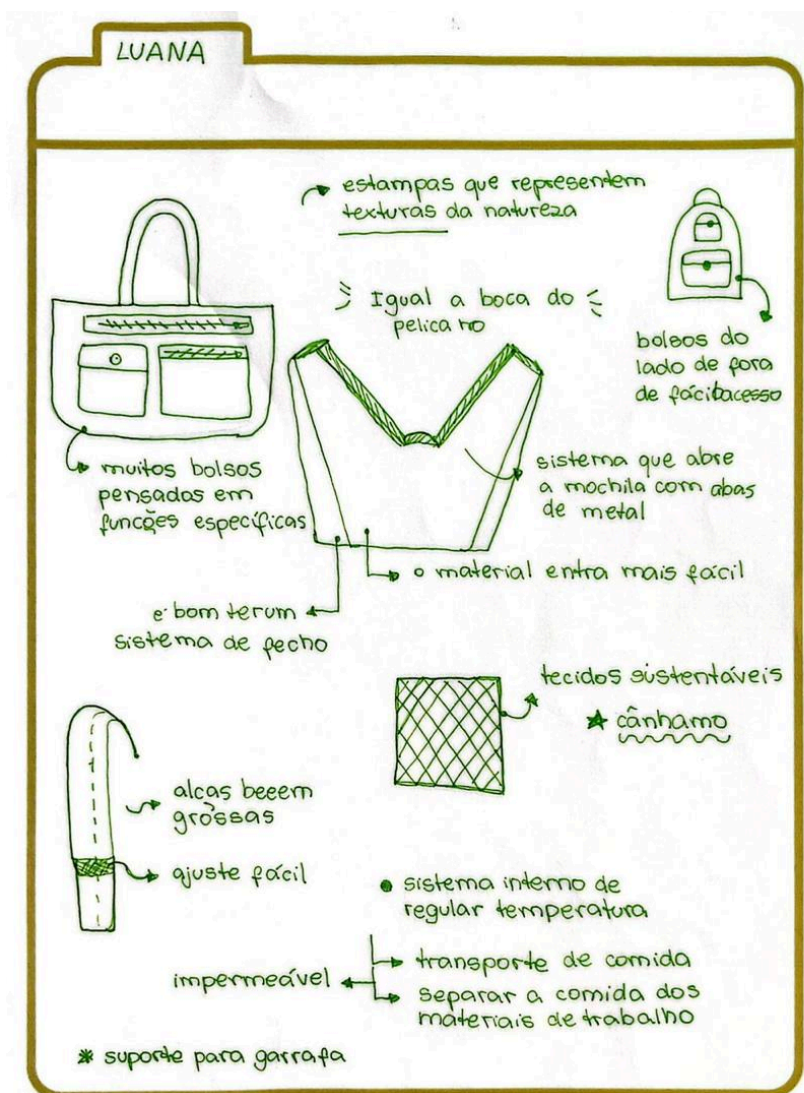 LUANA
estampas que representem
texturas da natureza
Igual a boca do
pelicano
bolsos do
lado de fora
de fácil acesso
muitos bolsos
pensados em
funções específicas
sistema que abre
a mochila com abas
de metal
o material entra mais fácil
é bom ter um
sistema de fecho
tecidos sustentáveis
★ cânhamo
alças beeem
grossas
ajuste fácil
● sistema interno de
regular temperatura
transporte de comida
impermeável
separar a comida dos
materiais de trabalho
* suporte para garrafa